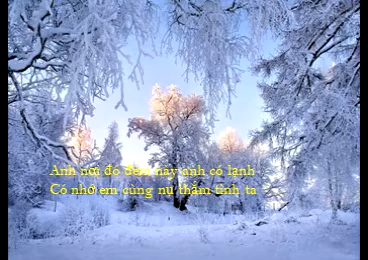 Anh nơi đó đêm nay anh có lạnh
Có nhớ em cùng nụ thắm tình ta